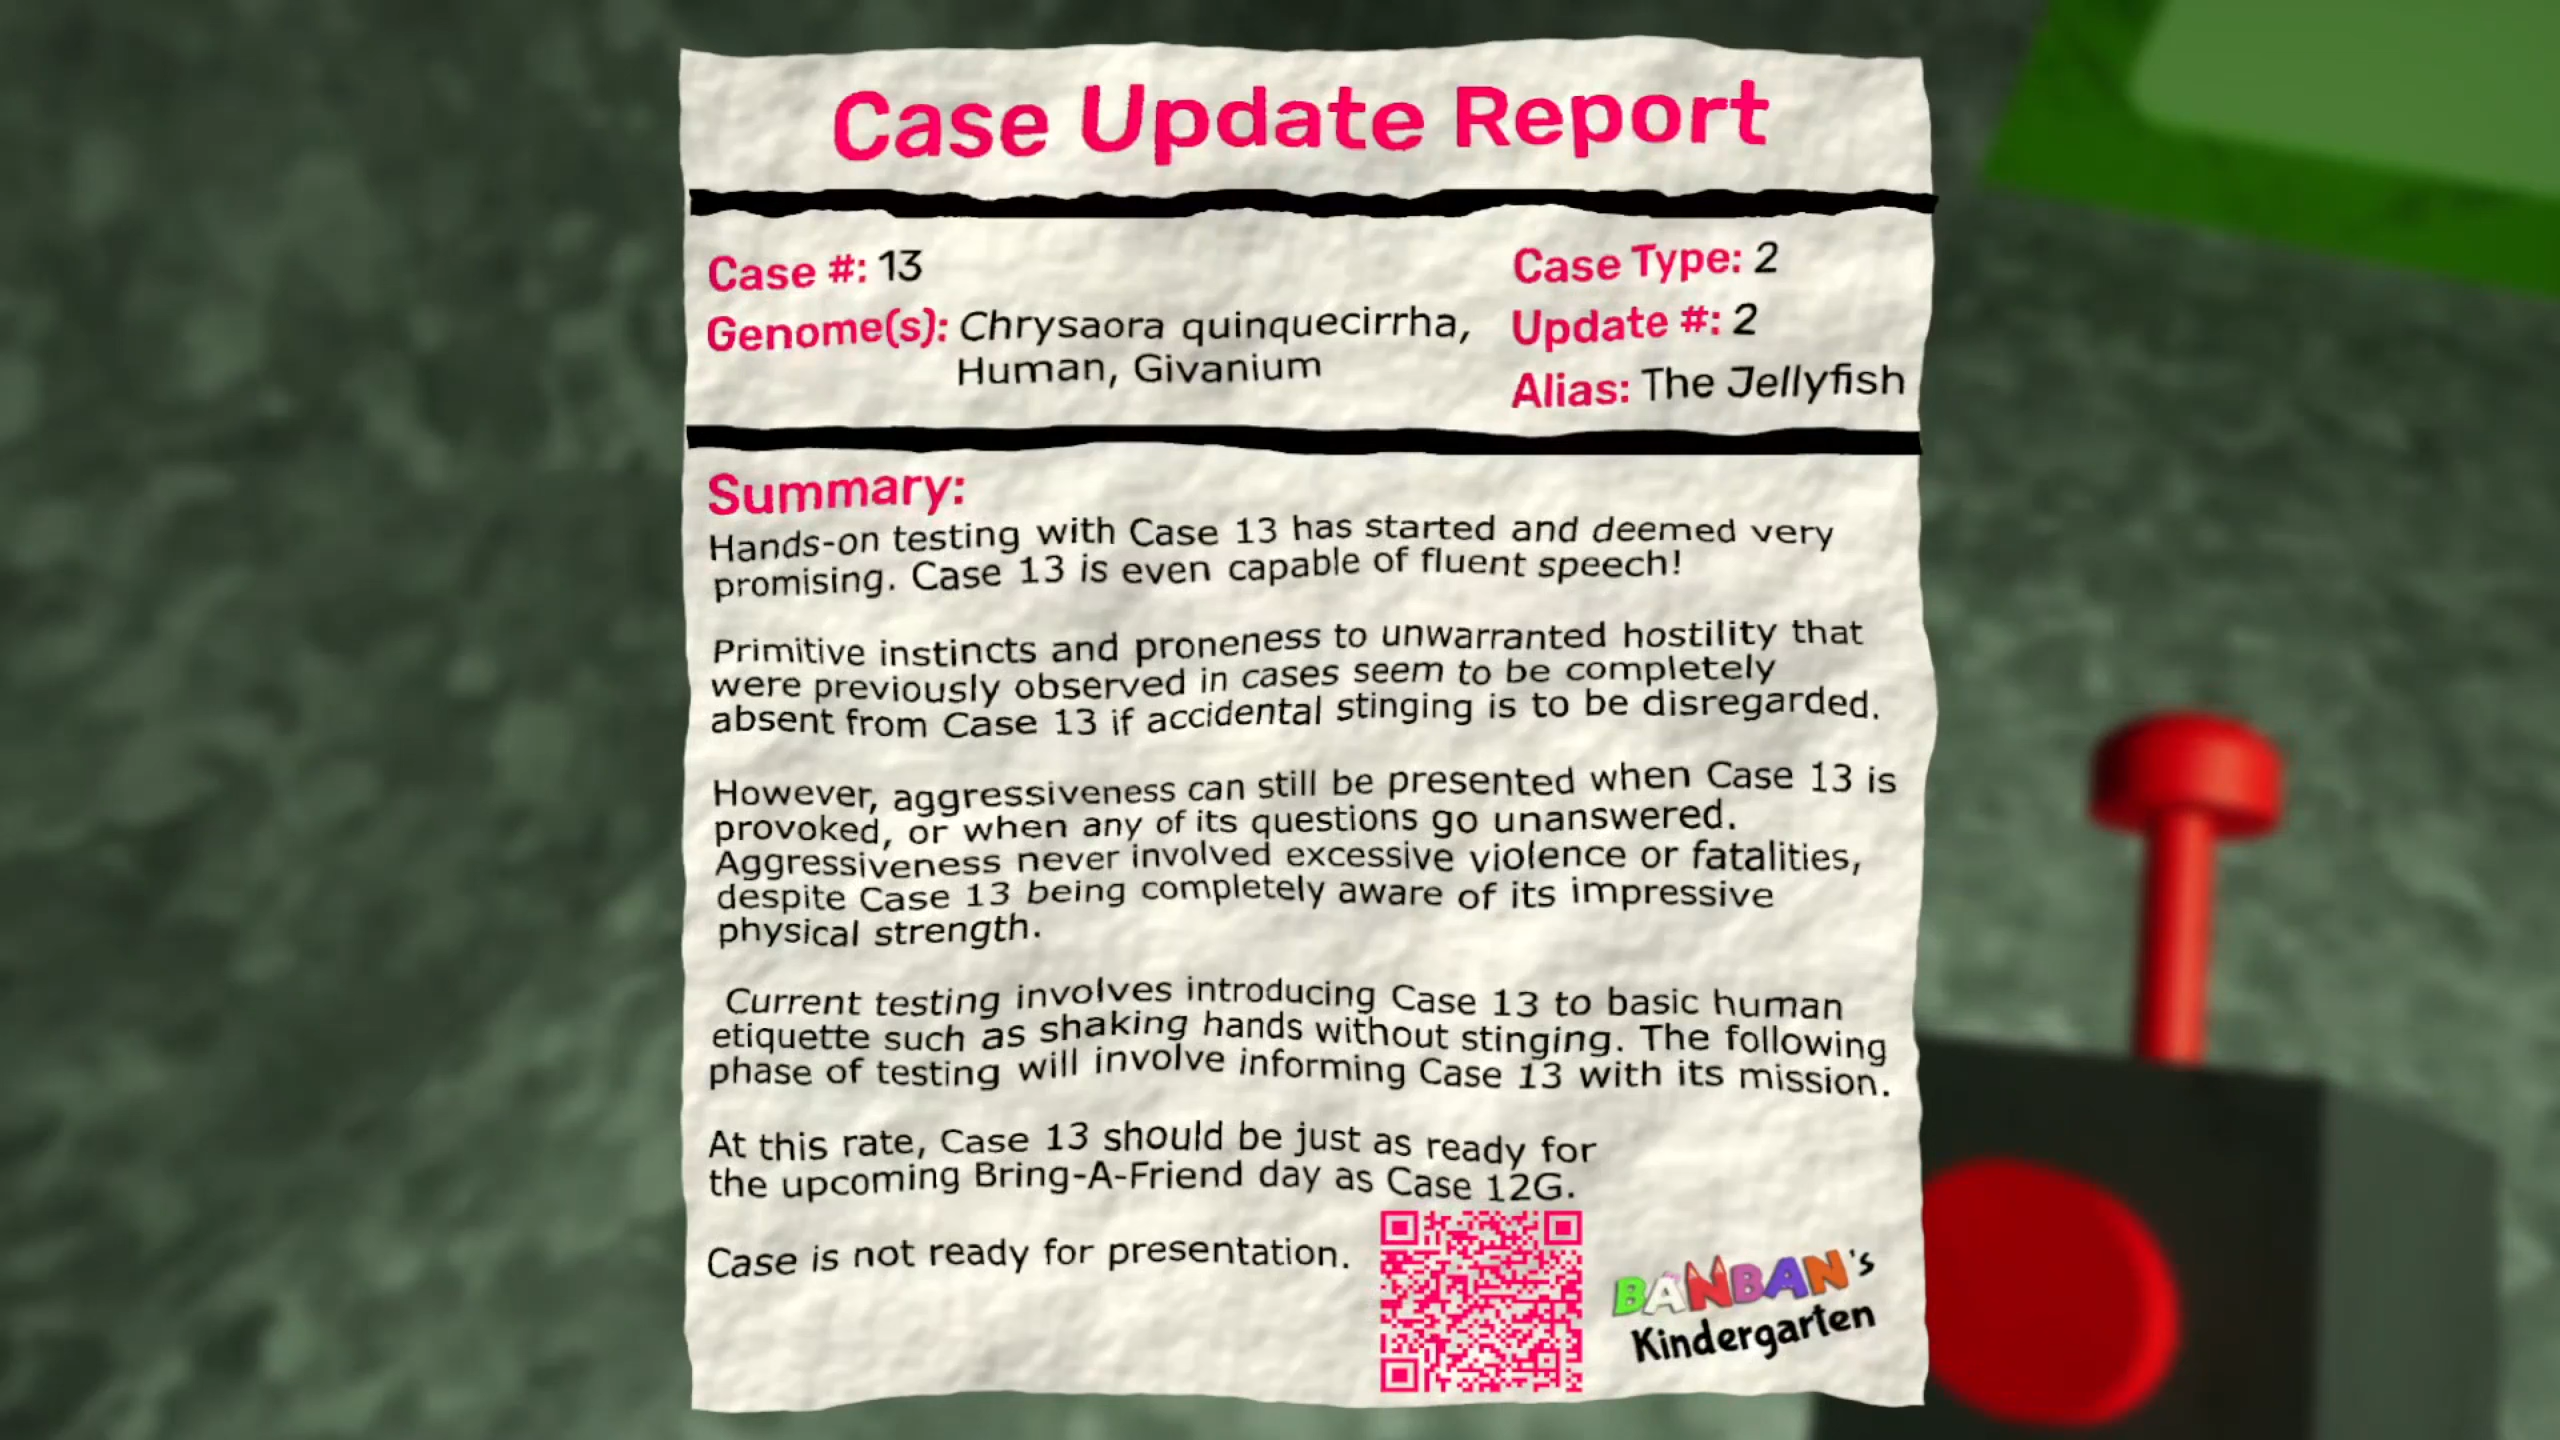 Case Update Report
Case #: 13
Case Type: 2
Genome(s): Chrysaora quinquecirrha,
Human, Givanium
Update #: 2
Alias: The Jellyfish
Summary:
Hands-on testing with Case 13 has started and deemed very
promising. Case 13 is even capable of fluent speech!
Primitive instincts and proneness to unwarranted hostility that
were previously observed in cases seem to be completely
absent from Case 13 if accidental stinging is to be disregarded.
However, aggressiveness can still be presented when Case 13 is
provoked, or when any of its questions go unanswered.
Aggressiveness never involved excessive violence or fatalities,
despite Case 13 being completely aware of its impressive
physical strength.
Current testing involves introducing Case 13 to basic human
etiquette such as shaking hands without stinging. The following
phase of testing will involve informing Case 13 with its mission.
At this rate, Case 13 should be just as ready for
the upcoming Bring-A-Friend day as Case 12G.
Case is not ready for presentation.
BANBAN's
Kindergarten